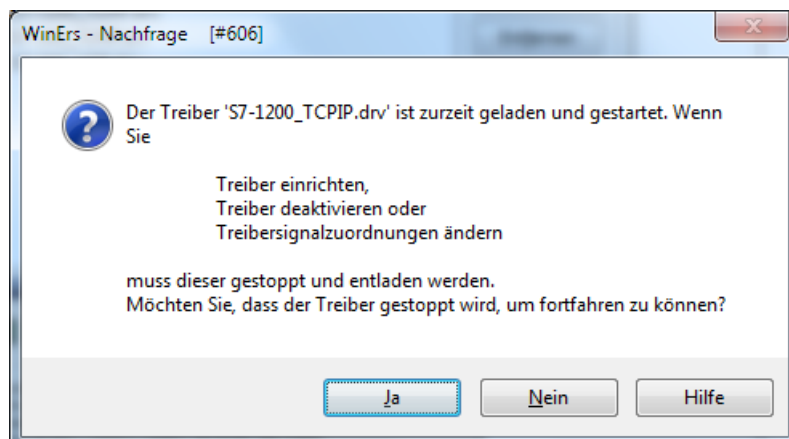 WinErs - Nachfrage [#606]
Der Treiber 'S7-1200_TCPIP.drv' ist zurzeit geladen und gestartet. Wenn
Sie
Treiber einrichten,
Treiber deaktivieren oder
Treibersignalzuordnungen ändern
muss dieser gestoppt und entladen werden.
Möchten Sie, dass der Treiber gestoppt wird, um fortfahren zu können?
Ja Nein Hilfe